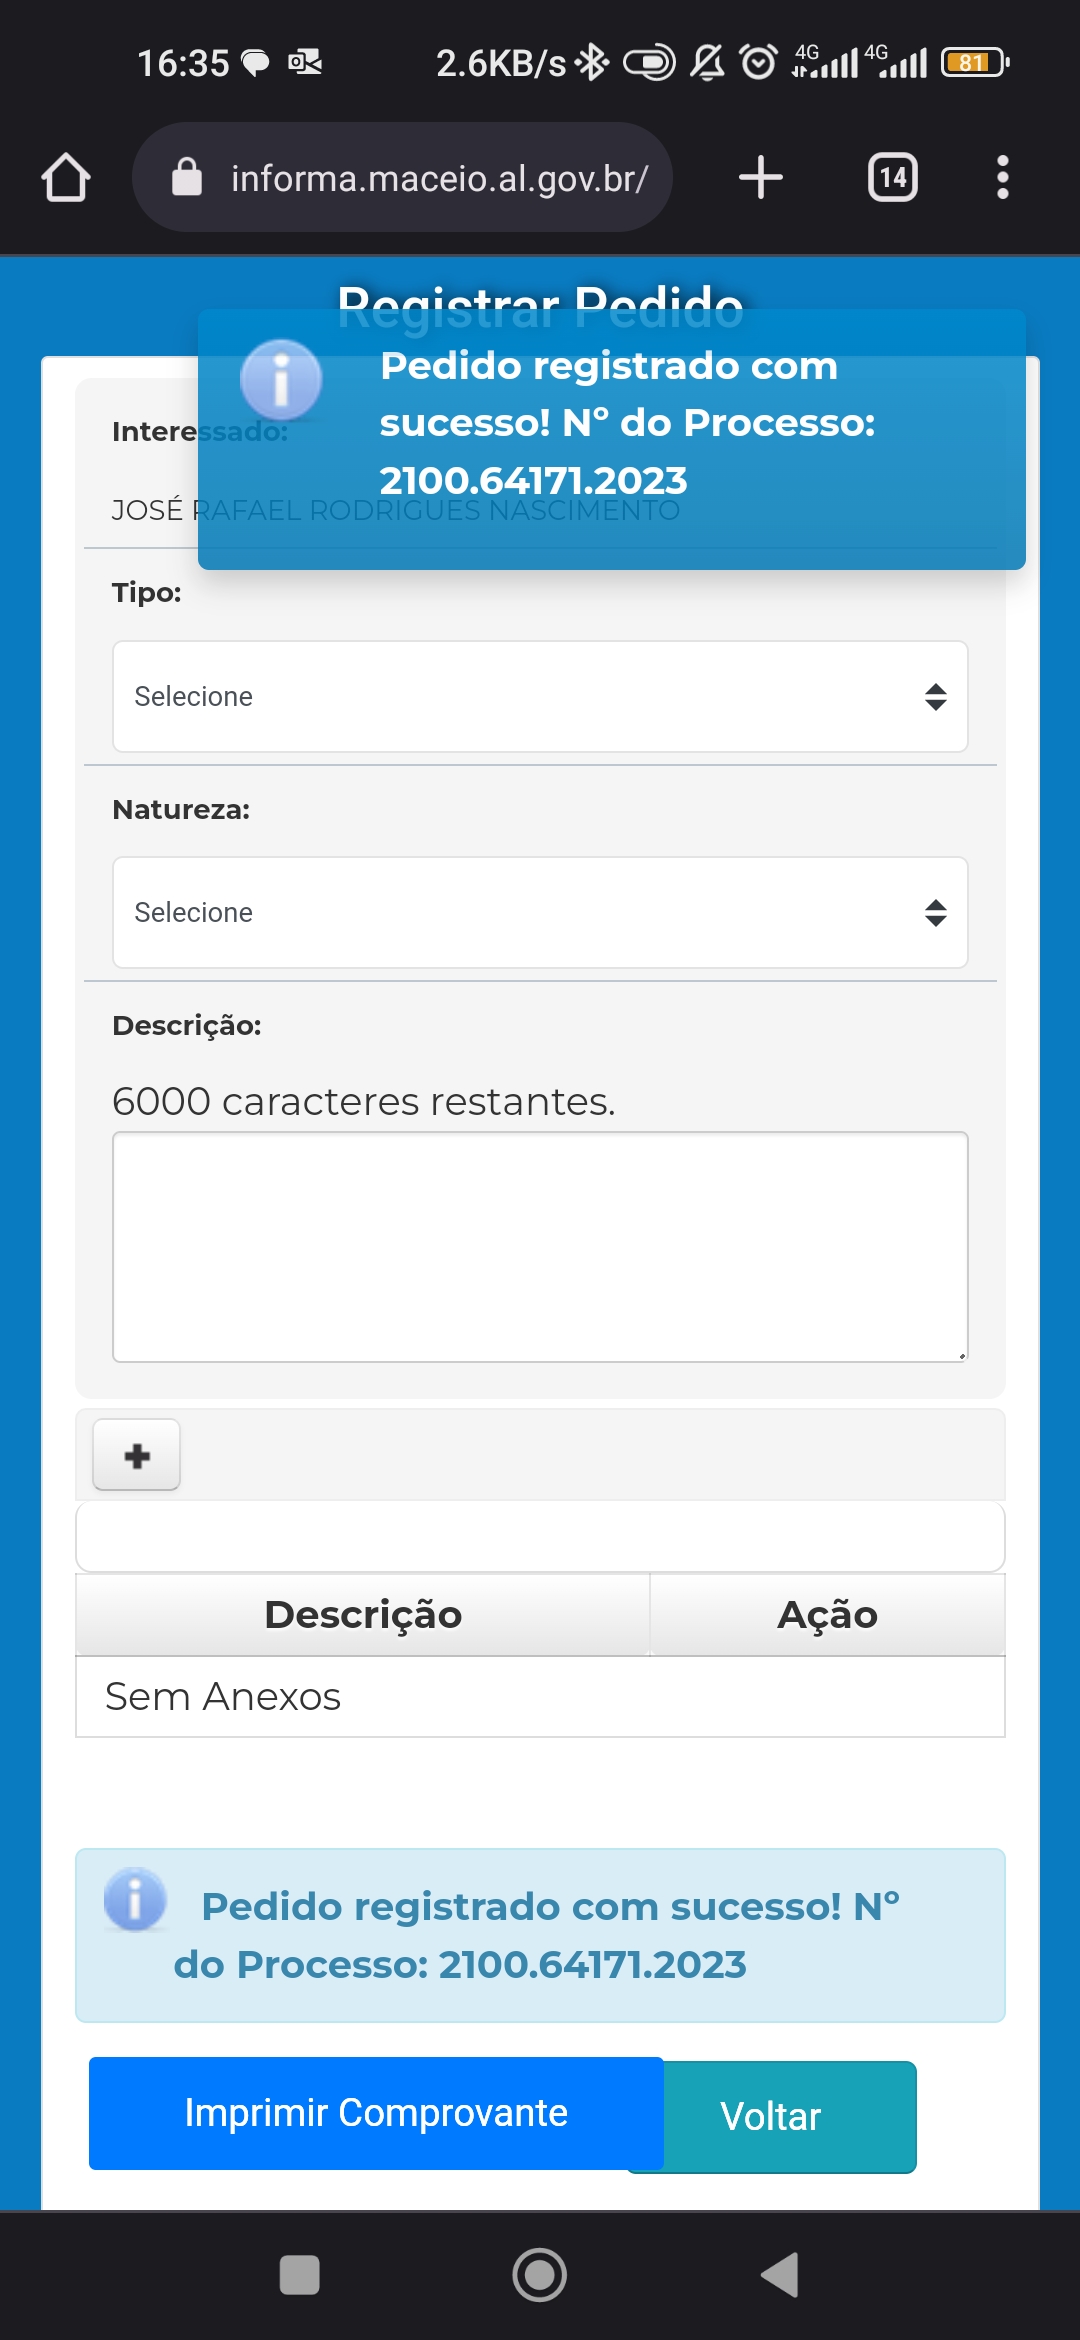 16:35
2.6KB/s
4G
4G
81
informa.maceio.al.gov.br/
14
Registrar Pedido
Pedido registrado com
sucesso! Nº do Processo:
2100.64171.2023
Interessado:
JOSÉ RAFAEL RODRIGUES NASCIMENTO
Tipo:
Selecione
Natureza:
Selecione
Descrição:
6000 caracteres restantes.
Descrição Ação
Sem Anexos
Pedido registrado com sucesso! Nº
do Processo: 2100.64171.2023
Imprimir Comprovante
Voltar